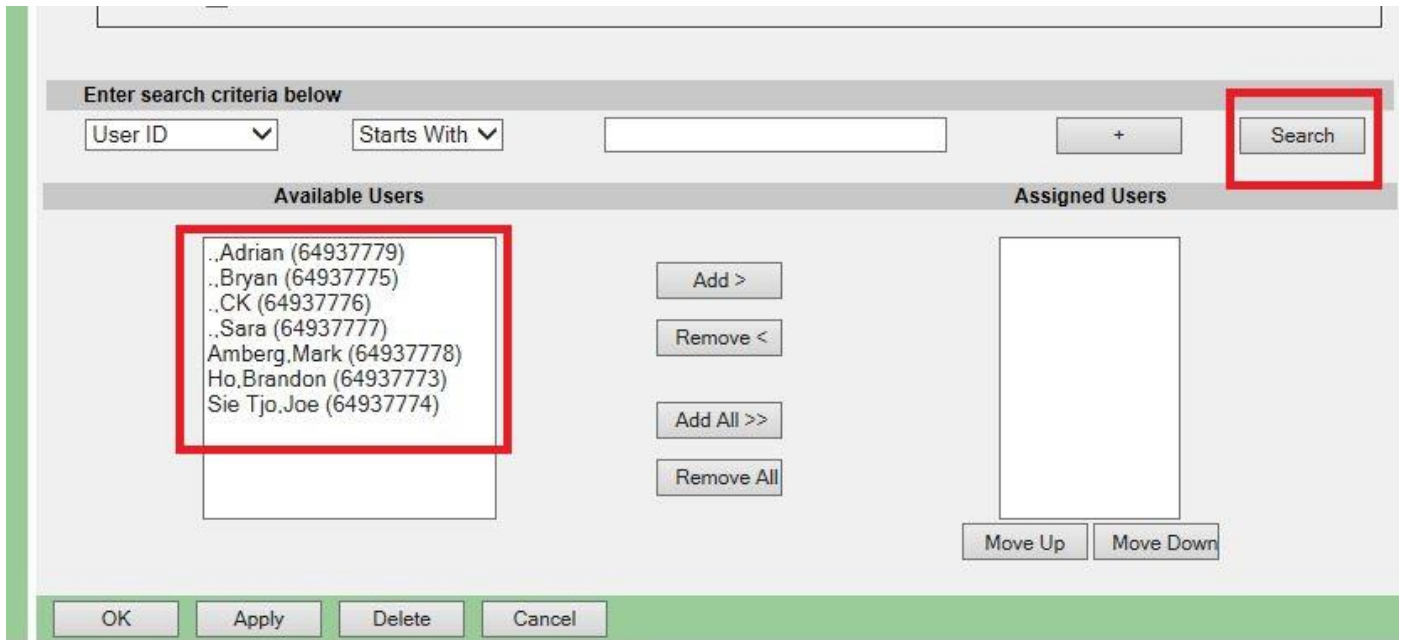 Enter search criteria below
User ID Starts With + Search
Available Users Assigned Users
.,Adrian (64937779)
.,Bryan (64937775)
.,CK (64937776)
.,Sara (64937777)
Amberg,Mark (64937778)
Ho,Brandon (64937773)
Sie Tjo,Joe (64937774)
Add >
Remove <
Add All >>
Remove All
Move Up Move Down
OK Apply Delete Cancel